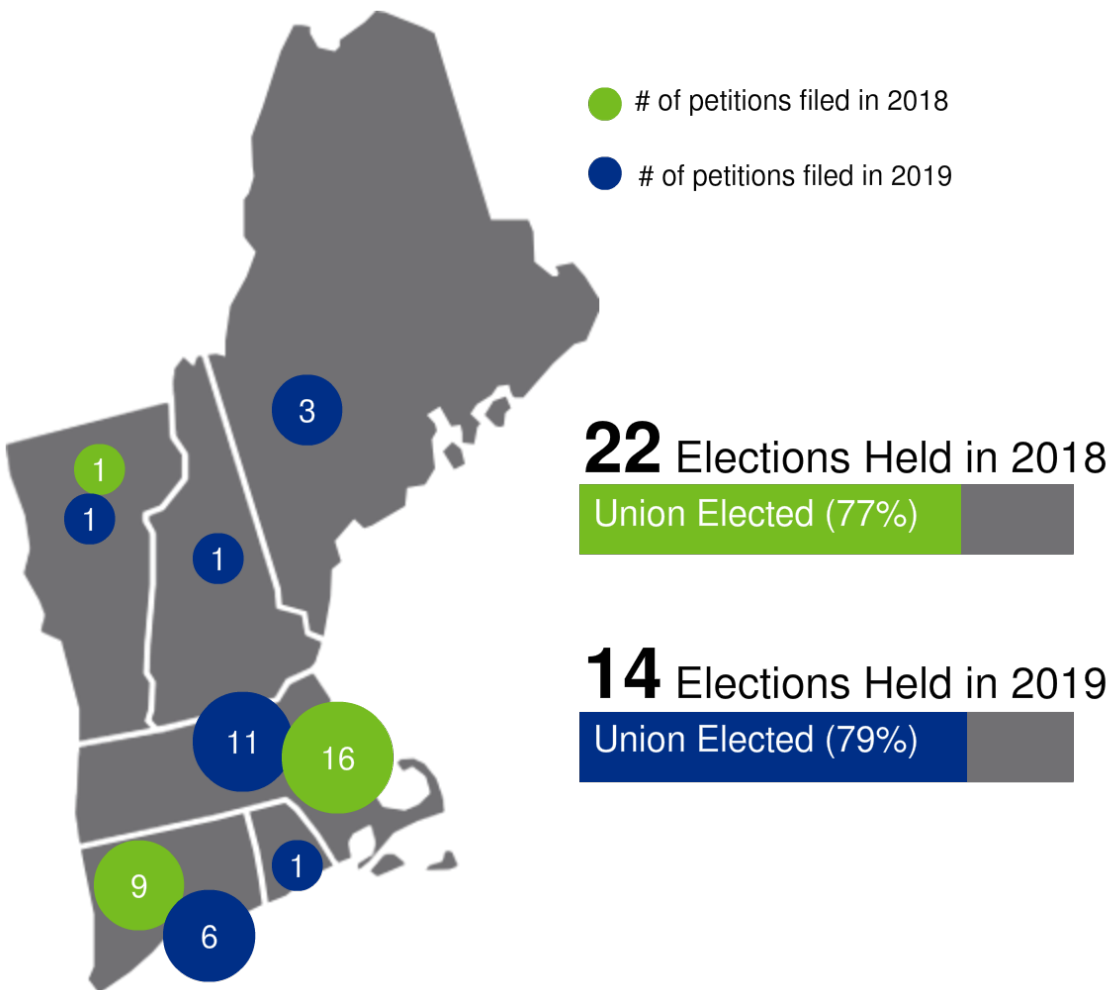 # of petitions filed in 2018
# of petitions filed in 2019
3
1
1
1
22 Elections Held in 2018
Union Elected (77%)
14 Elections Held in 2019
Union Elected (79%)
11
16
1
9
6